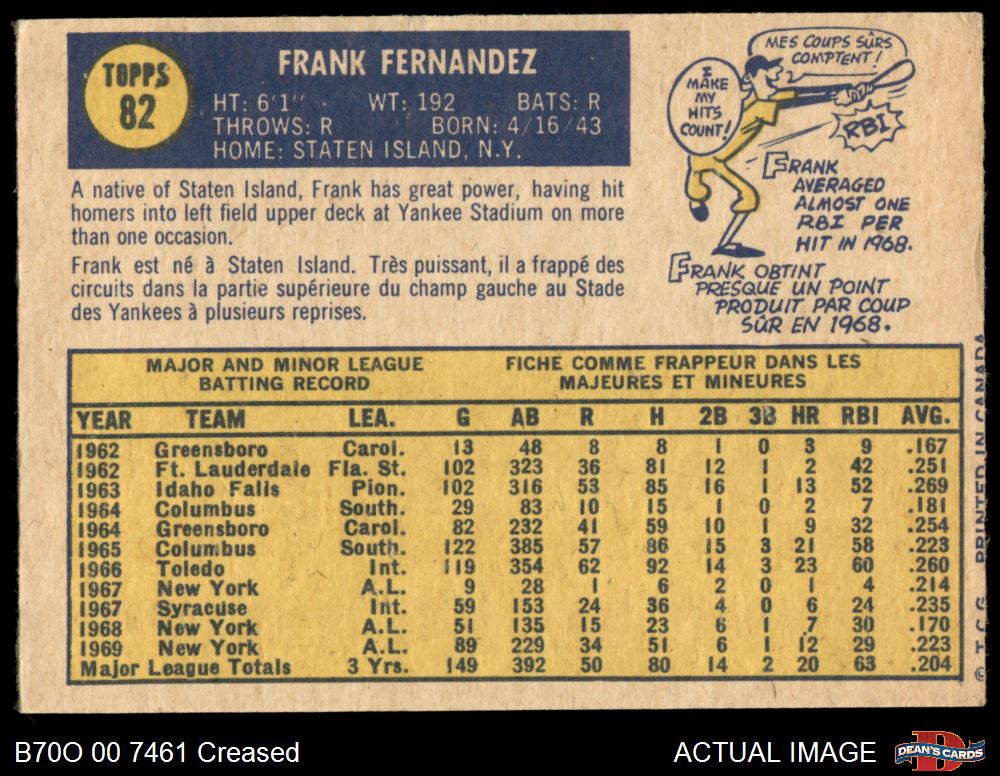 TOPPS
82
FRANK FERNANDEZ
HT: 6'1" WT: 192 BATS: R
THROWS: R BORN: 4/16/43
HOME: STATEN ISLAND, N.Y.
A native of Staten Island, Frank has great power, having hit
homers into left field upper deck at Yankee Stadium on more
than one occasion.
Frank est né à Staten Island. Très puissant, il a frappé des
circuits dans la partie supérieure du champ gauche au Stade
des Yankees à plusieurs reprises.
MES COUPS SÛRS
COMPTENT!
I
MAKE
MY
HITS
COUNT!
RBI
FRANK
AVERAGED
ALMOST ONE
RBI PER
HIT IN 1968.
FRANK OBTINT
PRESQUE UN POINT
PRODUIT PAR COUP
SÛR EN 1968.
MAJOR AND MINOR LEAGUE
BATTING RECORD
FICHE COMME FRAPPEUR DANS LES
MAJEURES ET MINEURES
YEAR TEAM LEA. G AB R H 2B 3B HR RBI AVG.
1962 Greensboro Carol. 13 48 8 8 1 0 3 9 .167
1962 Ft. Lauderdale Fla. St. 102 323 36 81 12 1 2 42 .251
1963 Idaho Falls Pion. 102 316 53 85 16 1 13 52 .269
1964 Columbus South. 29 83 10 15 1 0 2 7 .181
1964 Greensboro Carol. 82 232 41 59 10 1 9 32 .254
1965 Columbus South. 122 385 57 86 15 3 21 58 .223
1966 Toledo Int. 119 354 62 92 14 3 23 60 .260
1967 New York A.L. 9 28 1 6 2 0 1 4 .214
1967 Syracuse Int. 59 153 24 36 4 0 6 24 .235
1968 New York A.L. 51 135 15 23 6 1 7 30 .170
1969 New York A.L. 89 229 34 51 6 1 12 29 .223
Major League Totals 3 Yrs. 149 392 50 80 14 2 20 63 .204
© T.C.G. PRINTED IN CANADA
B70O 00 7461 Creased
ACTUAL IMAGE
D
DEAN'S CARDS